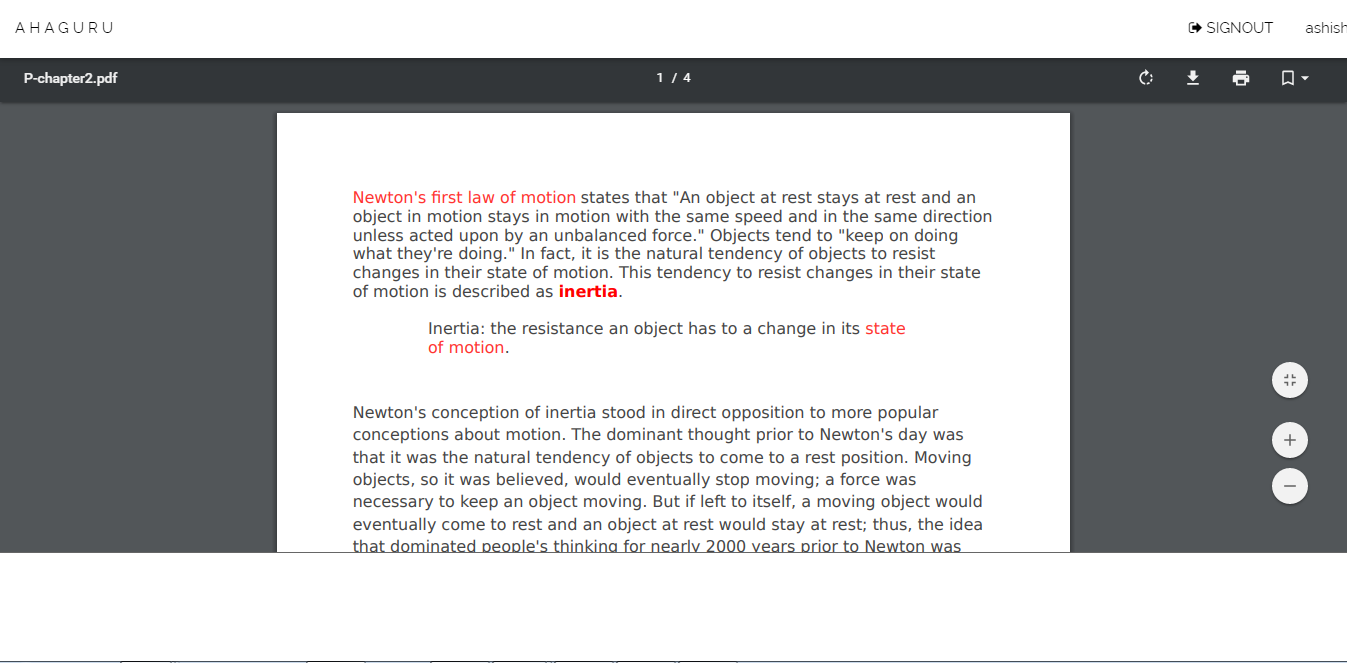 AHAGURU
SIGNOUT
ashish
P-chapter2.pdf
1 / 4
Newton's first law of motion states that "An object at rest stays at rest and an
object in motion stays in motion with the same speed and in the same direction
unless acted upon by an unbalanced force." Objects tend to "keep on doing
what they're doing." In fact, it is the natural tendency of objects to resist
changes in their state of motion. This tendency to resist changes in their state
of motion is described as inertia.
Inertia: the resistance an object has to a change in its state
of motion.
Newton's conception of inertia stood in direct opposition to more popular
conceptions about motion. The dominant thought prior to Newton's day was
that it was the natural tendency of objects to come to a rest position. Moving
objects, so it was believed, would eventually stop moving; a force was
necessary to keep an object moving. But if left to itself, a moving object would
eventually come to rest and an object at rest would stay at rest; thus, the idea
that dominated people's thinking for nearly 2000 years prior to Newton was